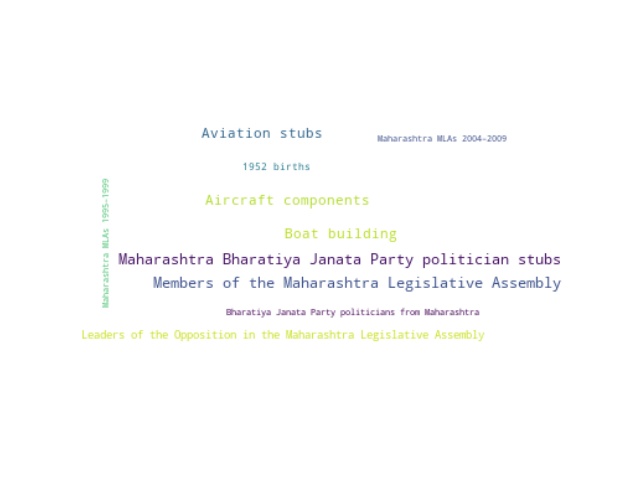 Aviation stubs
Maharashtra MLAs 2004–2009
1952 births
Maharashtra MLAs 1995–1999
Aircraft components
Boat building
Maharashtra Bharatiya Janata Party politician stubs
Members of the Maharashtra Legislative Assembly
Bharatiya Janata Party politicians from Maharashtra
Leaders of the Opposition in the Maharashtra Legislative Assembly